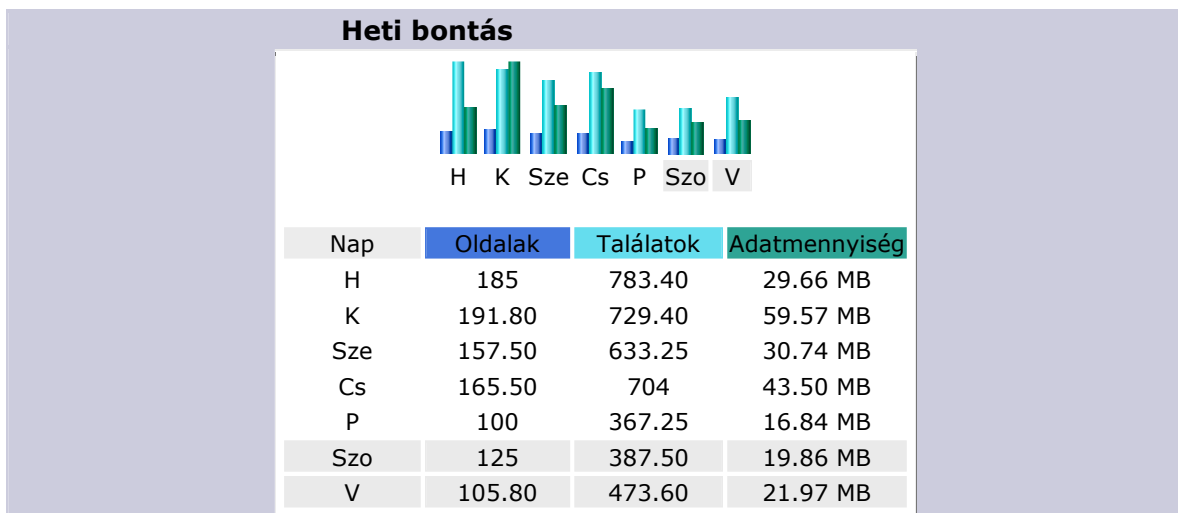 Heti bontás
H K Sze Cs P Szo V
Nap Oldalak Találatok Adatmennyiség
H 185 783.40 29.66 MB
K 191.80 729.40 59.57 MB
Sze 157.50 633.25 30.74 MB
Cs 165.50 704 43.50 MB
P 100 367.25 16.84 MB
Szo 125 387.50 19.86 MB
V 105.80 473.60 21.97 MB